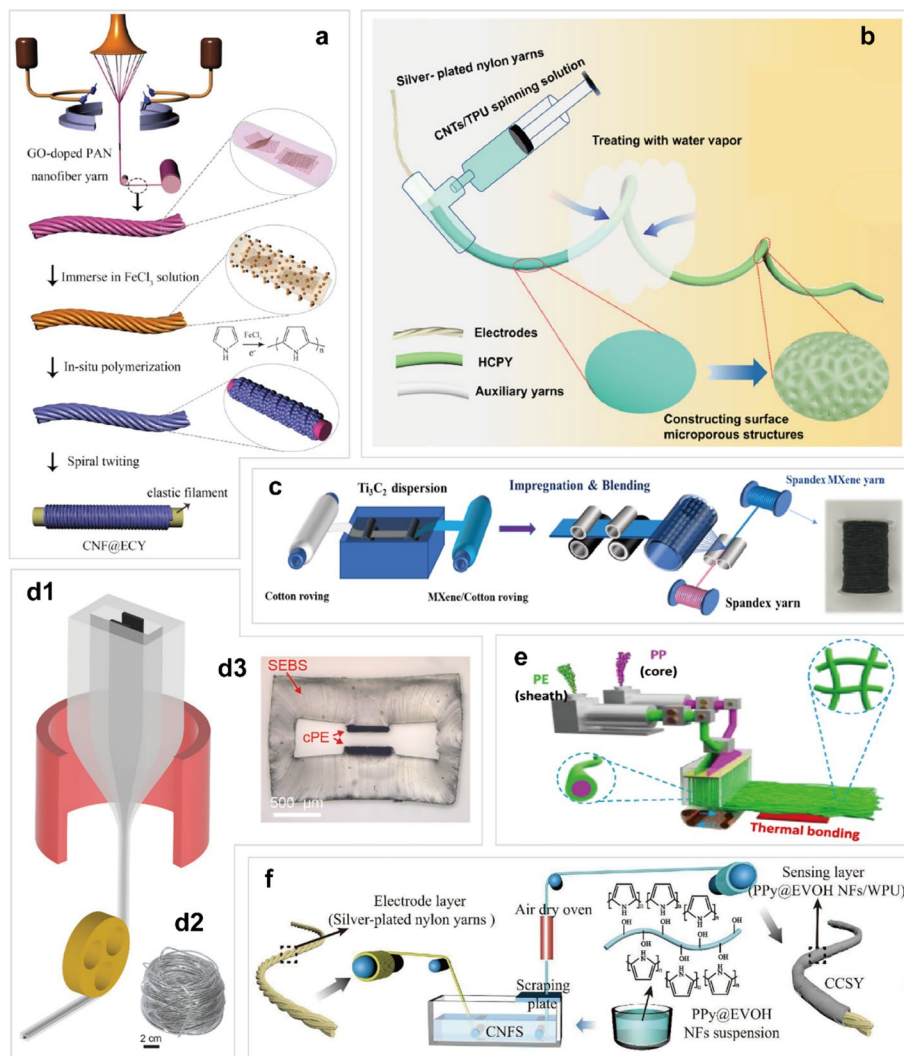 a
GO-doped PAN
nanofiber yarn
Immerse in FeCl3 solution
FeCl3
e-
N
H
N
H
n
In-situ polymerization
Spiral twiting
elastic filament
CNF@ECY
b
Silver- plated nylon yarns
CNTs/TPU spinning solution
Treating with water vapor
Electrodes
HCPY
Auxiliary yarns
Constructing surface
microporous structures
c
Ti3C2 dispersion
Impregnation & Blending
Spandex MXene yarn
Cotton roving
MXene/Cotton roving
Spandex yarn
d1
d2
2 cm
d3
SEBS
cPE
500 μm
e
PE
(sheath)
PP
(core)
Thermal bonding
f
Electrode layer
(Silver-plated nylon yarns )
Air dry oven
Scraping
plate
CNFS
PPy@EVOH
NFs suspension
Sensing layer
(PPy@EVOH NFs/WPU)
CCSY